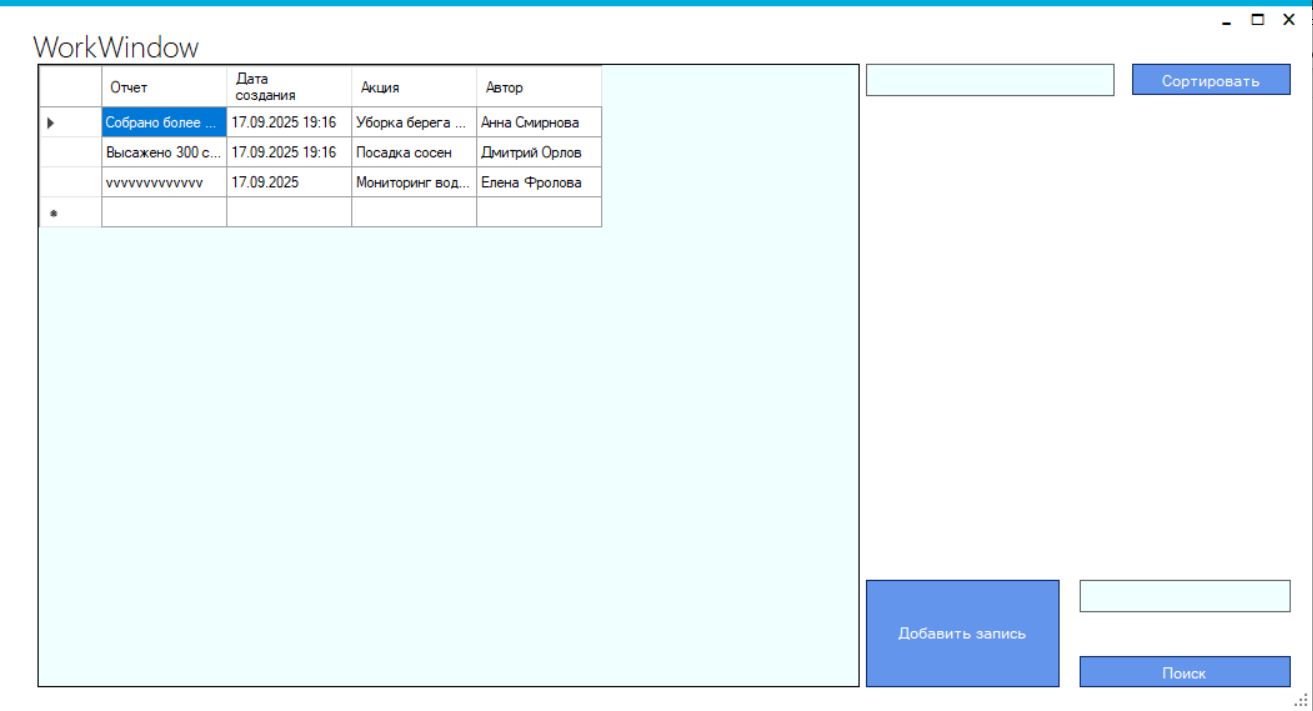 WorkWindow
Отчет Дата создания Акция Автор Сортировать
Собрано более ... 17.09.2025 19:16 Уборка берега ... Анна Смирнова
Высажено 300 с... 17.09.2025 19:16 Посадка сосен Дмитрий Орлов
vvvvvvvvvvvvv 17.09.2025 Мониторинг вод... Елена Фролова
Добавить запись
Поиск